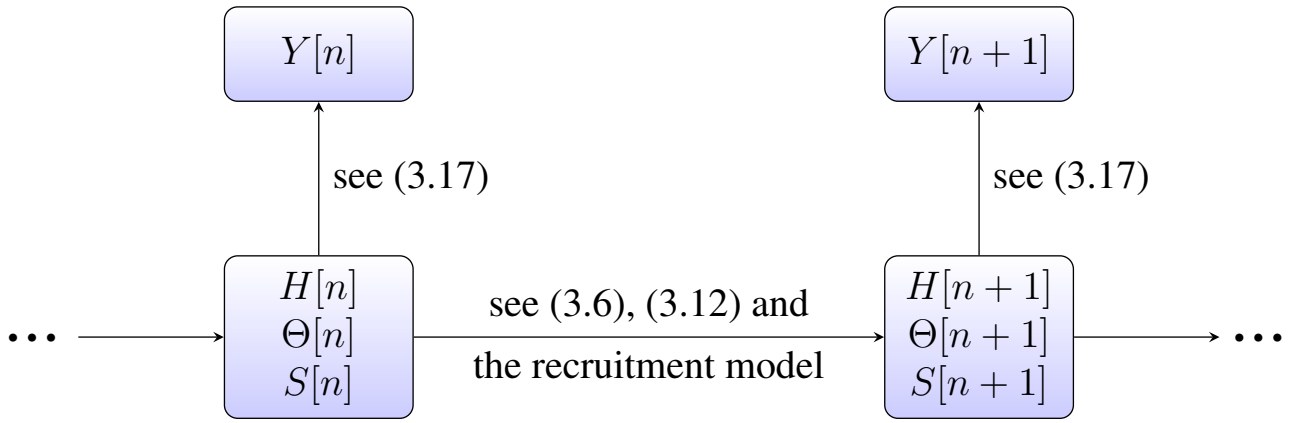 Y[n]
Y[n + 1]
see (3.17)
see (3.17)
H[n]
Θ[n]
S[n]
see (3.6), (3.12) and
the recruitment model
H[n + 1]
Θ[n + 1]
S[n + 1]
...
...